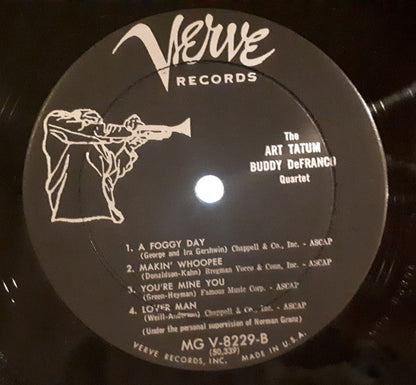 Verve
RECORDS
The
ART TATUM
BUDDY DeFRANCO
Quartet
1. A FOGGY DAY
(George and Ira Gershwin) Chappell & Co., Inc. - ASCAP
2. MAKIN' WHOOPEE
(Donaldson-Kahn) Bregman Vocco & Conn, Inc. - ASCAP
3. YOU'RE MINE YOU
(Green-Heyman) Famous Music Corp. - ASCAP
4. LOVER MAN
(Weill-Anderson) Chappell & Co., Inc. - ASCAP
(Under the personal supervision of Norman Granz)
MG V-8229-B
(50,339)
VERVE RECORDS, INC., MADE IN U.S.A.